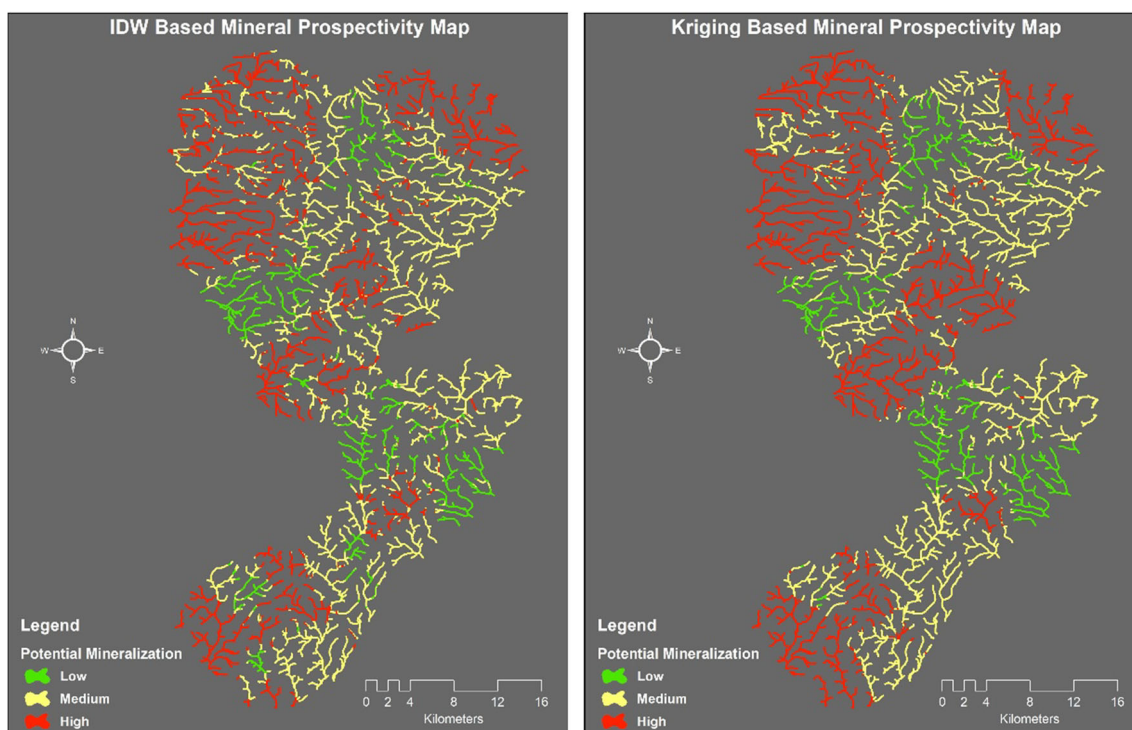 IDW Based Mineral Prospectivity Map
N
W E
S
Legend
Potential Mineralization
Low
Medium
High
0 2 4 8 12 16
Kilometers
Kriging Based Mineral Prospectivity Map
N
W E
S
Legend
Potential Mineralization
Low
Medium
High
0 2 4 8 12 16
Kilometers